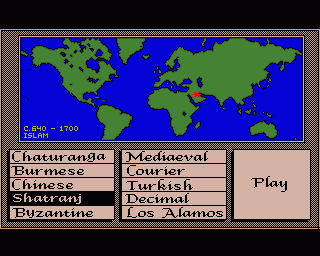 C.640 - 1700
ISLAM
Chaturanga
Burmese
Chinese
Shatranj
Byzantine
Mediaeval
Courier
Turkish
Decimal
Los Alamos
Play